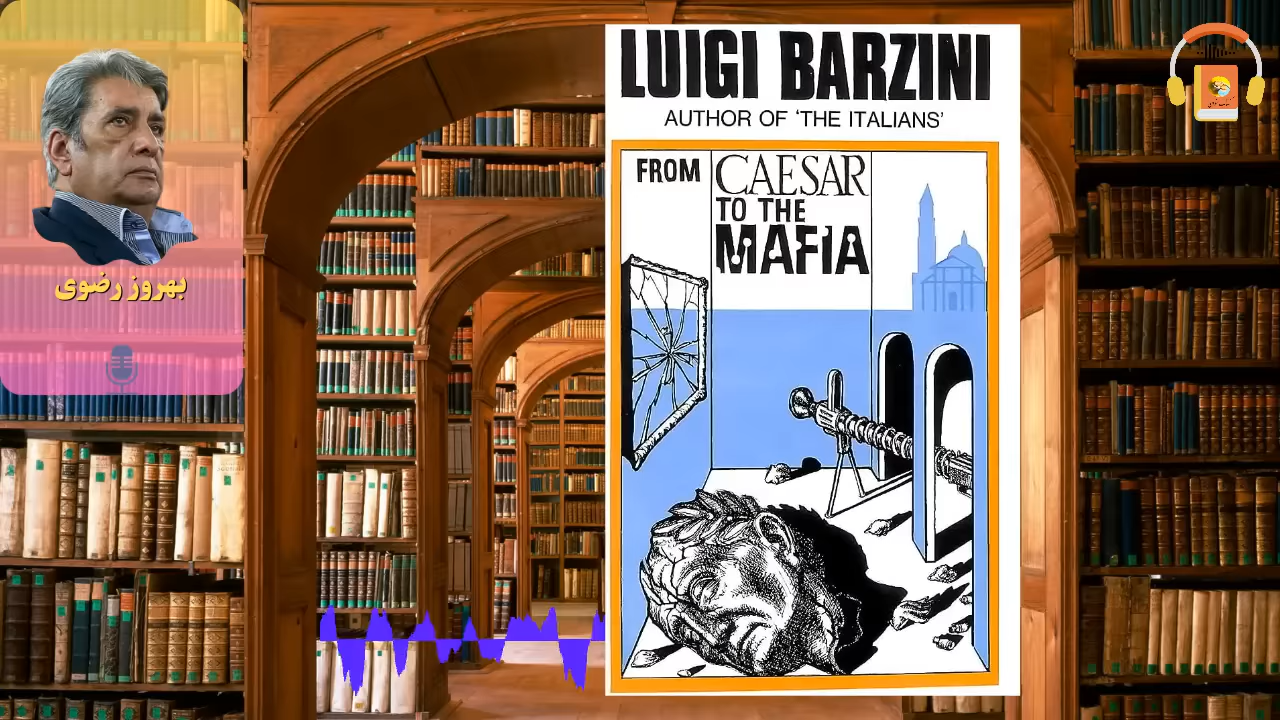 LUIGI BARZINI
AUTHOR OF ‘THE ITALIANS’
FROM CAESAR
TO THE
MAFIA
بهروز رضوی